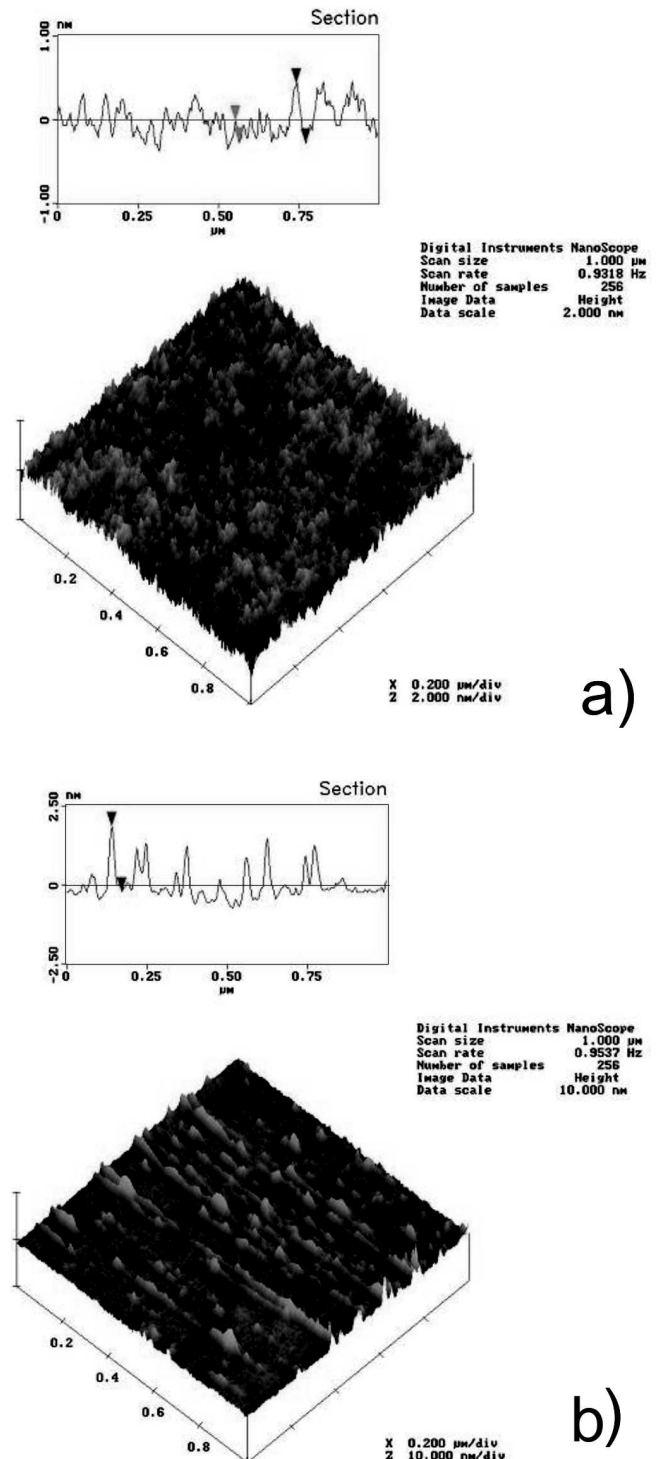 Section
nm
1.00
0
-1.00
0 0.25 0.50 0.75
µm
Digital Instruments NanoScope
Scan size 1.000 µm
Scan rate 0.9318 Hz
Number of samples 256
Image Data Height
Data scale 2.000 nm
0.2
0.4
0.6
0.8
X 0.200 µm/div
Z 2.000 nm/div
a)
Section
nm
2.50
0
-2.50
0 0.25 0.50 0.75
µm
Digital Instruments NanoScope
Scan size 1.000 µm
Scan rate 0.9537 Hz
Number of samples 256
Image Data Height
Data scale 10.000 nm
0.2
0.4
0.6
0.8
X 0.200 µm/div
Z 10.000 nm/div
b)